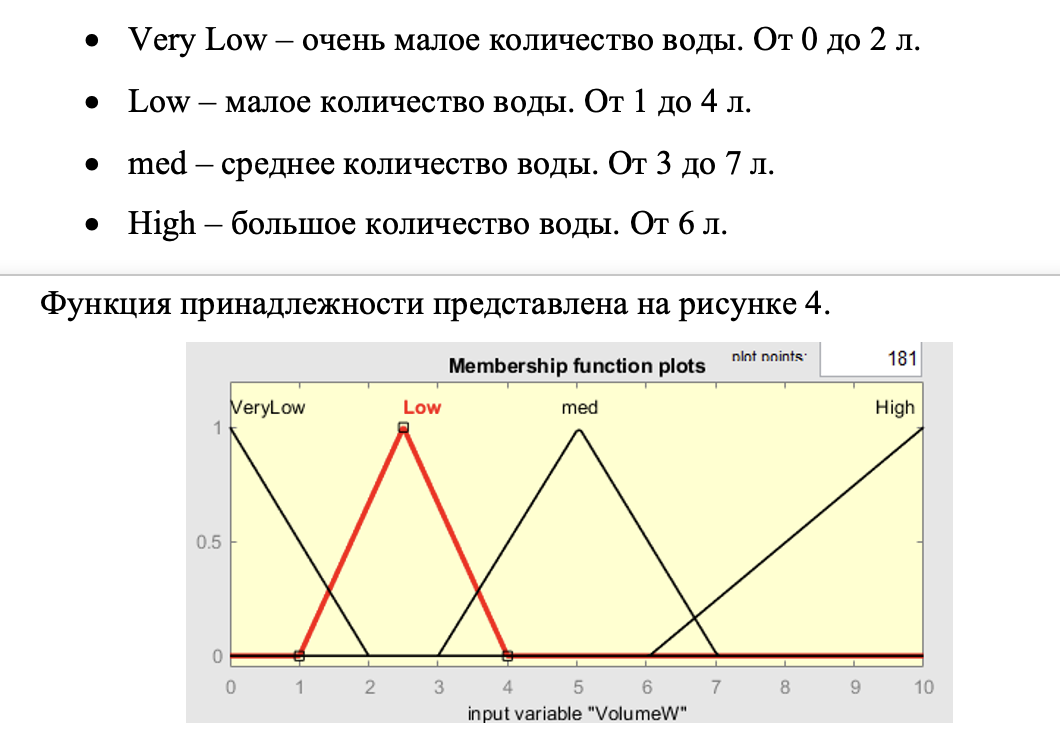 • Very Low – очень малое количество воды. От 0 до 2 л.
• Low – малое количество воды. От 1 до 4 л.
• med – среднее количество воды. От 3 до 7 л.
• High – большое количество воды. От 6 л.
Функция принадлежности представлена на рисунке 4.
Membership function plots plot points: 181
VeryLow Low med High
1
0.5
0
0 1 2 3 4 5 6 7 8 9 10
input variable "VolumeW"